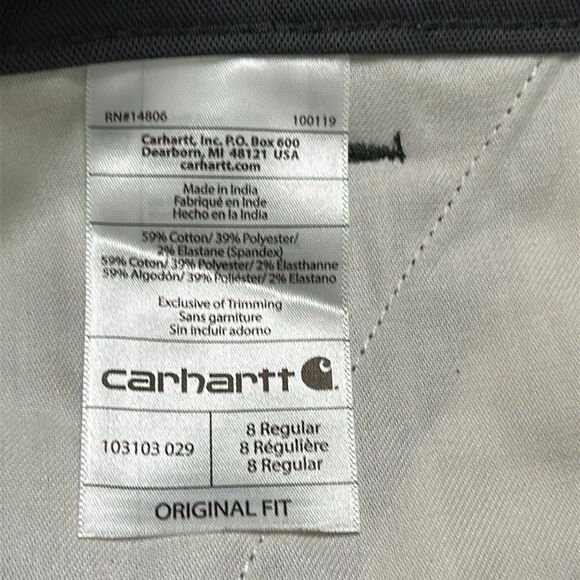 RN#14806 100119
Carhartt, Inc. P.O. Box 600
Dearborn, MI 48121 USA
carhartt.com
Made in India
Fabriqué en Inde
Hecho en la India
59% Cotton/ 39% Polyester/
2% Elastane (Spandex)
59% Coton/ 39% Polyester/ 2% Élasthanne
59% Algodón/ 39% Poliéster/ 2% Elastano
Exclusive of Trimming
Sans garniture
Sin incluir adorno
carhartt
103103 029
8 Regular
8 Régulière
8 Regular
ORIGINAL FIT